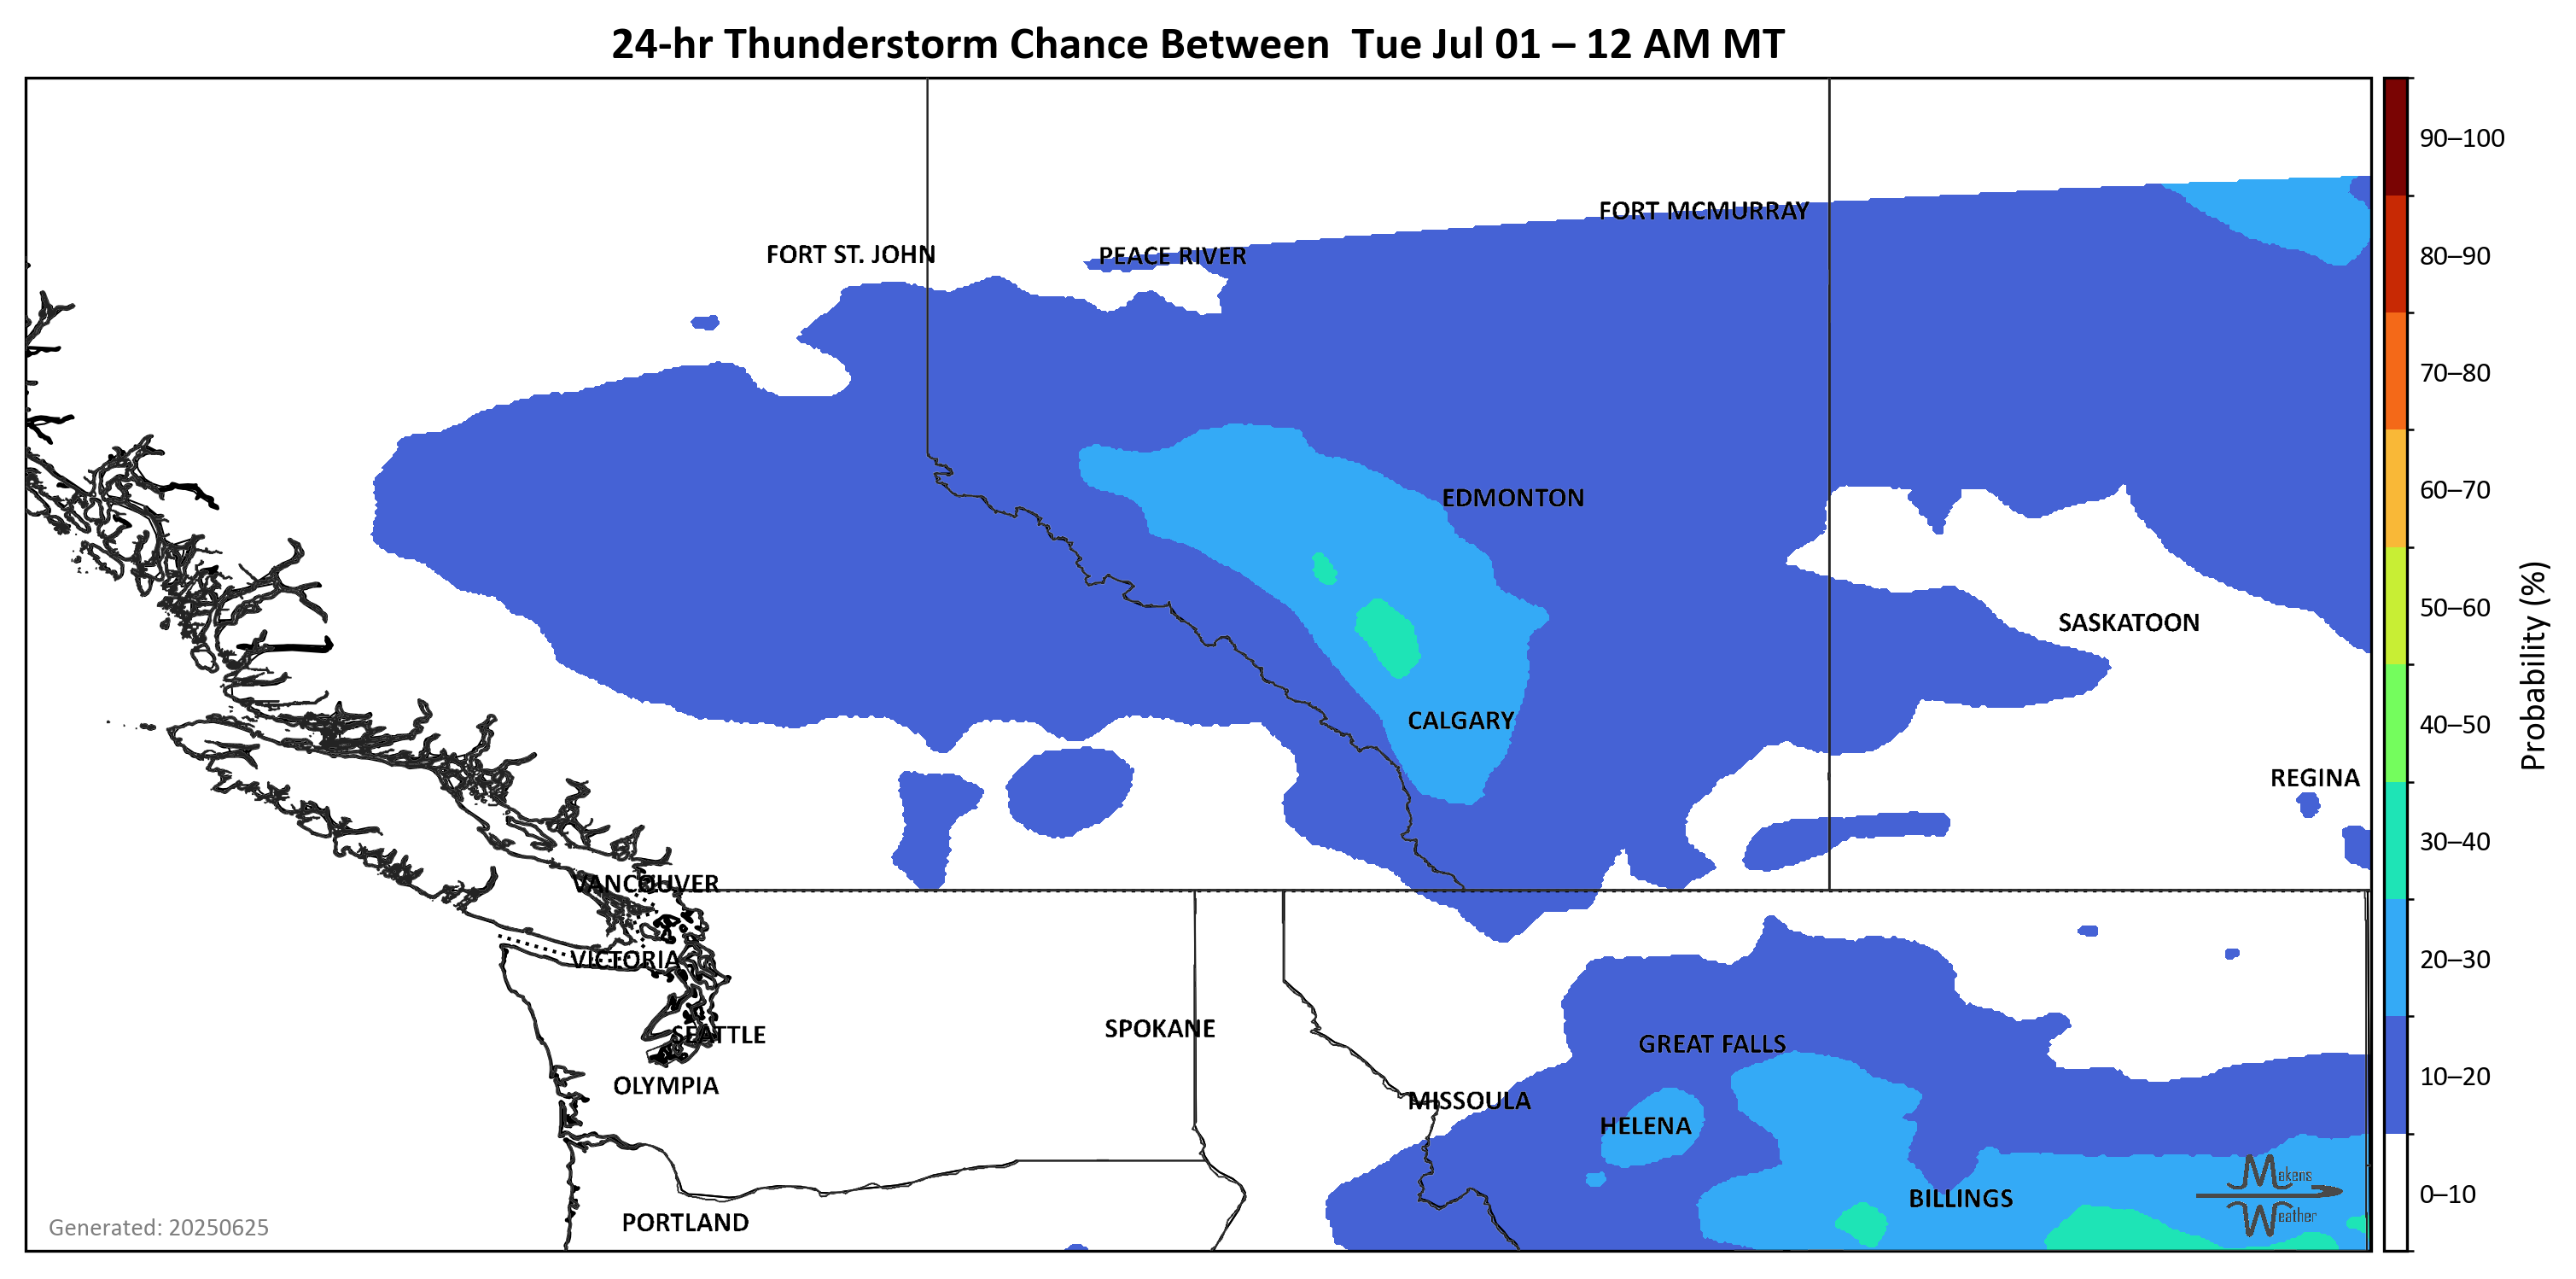 24-hr Thunderstorm Chance Between  Tue Jul 01 – 12 AM MT
90–100
FORT MCMURRAY
FORT ST. JOHN
PEACE RIVER
80–90
70–80
60–70
EDMONTON
50–60
SASKATOON
Probability (%)
CALGARY
40–50
REGINA
30–40
VANCOUVER
VICTORIA
20–30
SEATTLE
SPOKANE
GREAT FALLS
OLYMPIA
10–20
MISSOULA
HELENA
Makens
Weather
BILLINGS
0–10
PORTLAND
Generated: 20250625